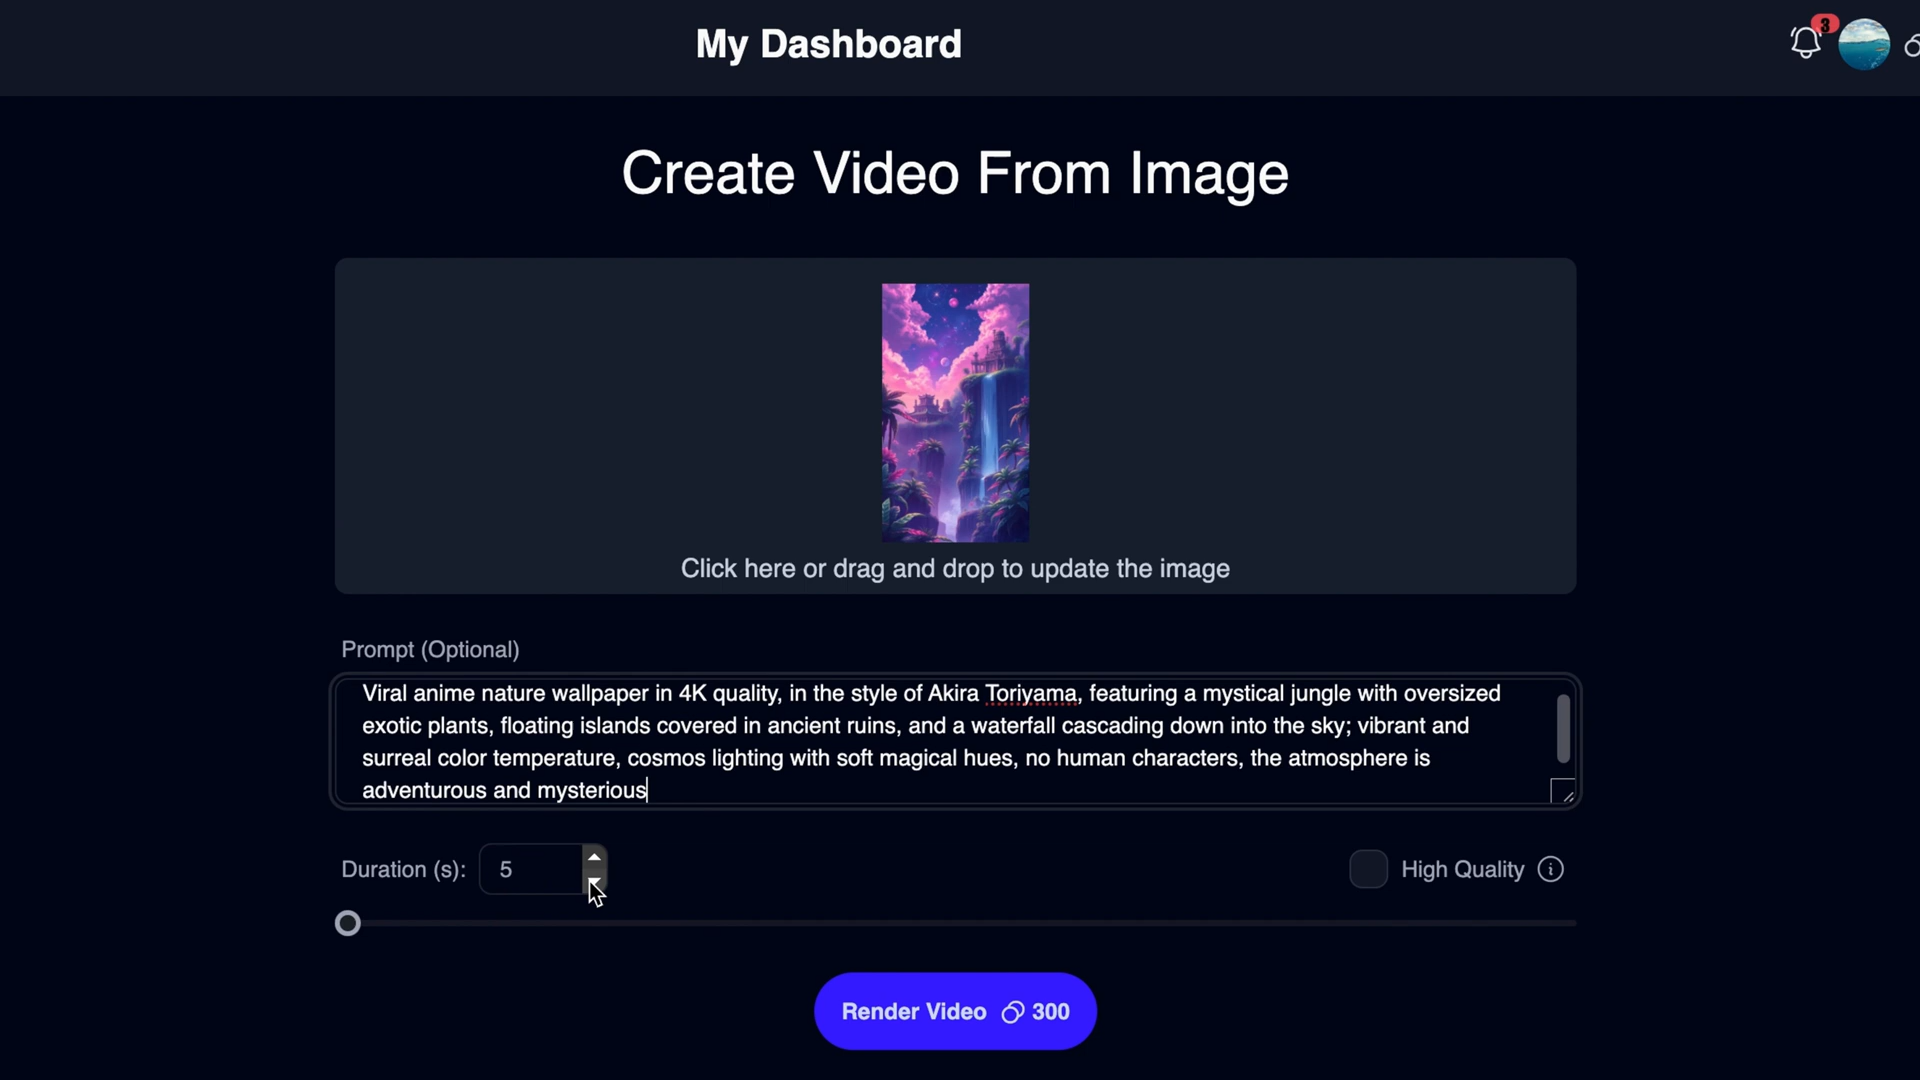 My Dashboard
3
Create Video From Image
Click here or drag and drop to update the image
Prompt (Optional)
Viral anime nature wallpaper in 4K quality, in the style of Akira Toriyama, featuring a mystical jungle with oversized
exotic plants, floating islands covered in ancient ruins, and a waterfall cascading down into the sky; vibrant and
surreal color temperature, cosmos lighting with soft magical hues, no human characters, the atmosphere is
adventurous and mysterious
Duration (s): 5
High Quality
Render Video 300